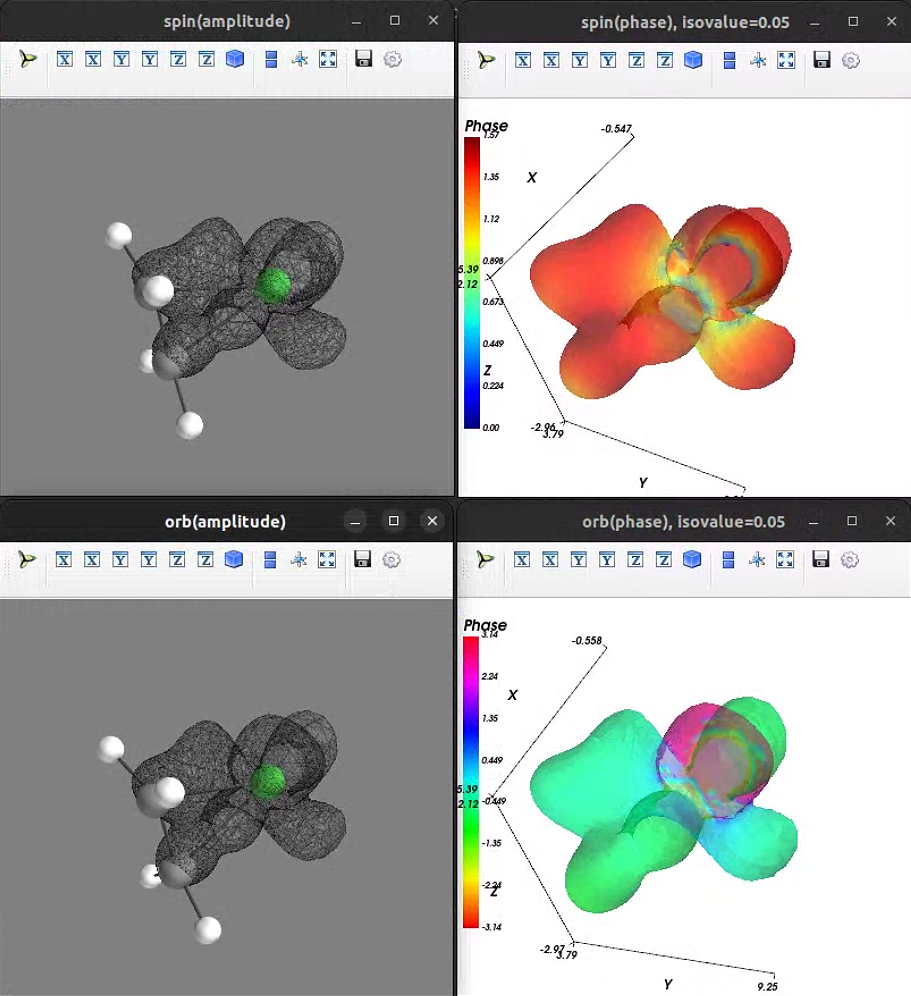 spin(amplitude)
X X Y Y Z Z
spin(phase), isovalue=0.05
X X Y Y Z Z
Phase
1.57
1.35
1.12
0.898
0.673
0.449
0.224
0.00
-0.547
X
5.39
2.12
Z
-2.96
3.79
Y
orb(amplitude)
X X Y Y Z Z
orb(phase), isovalue=0.05
X X Y Y Z Z
Phase
3.14
2.24
1.35
0.449
-0.449
-1.35
-2.24
-3.14
-0.558
X
5.39
2.12
Z
-2.97
3.79
Y
9.25